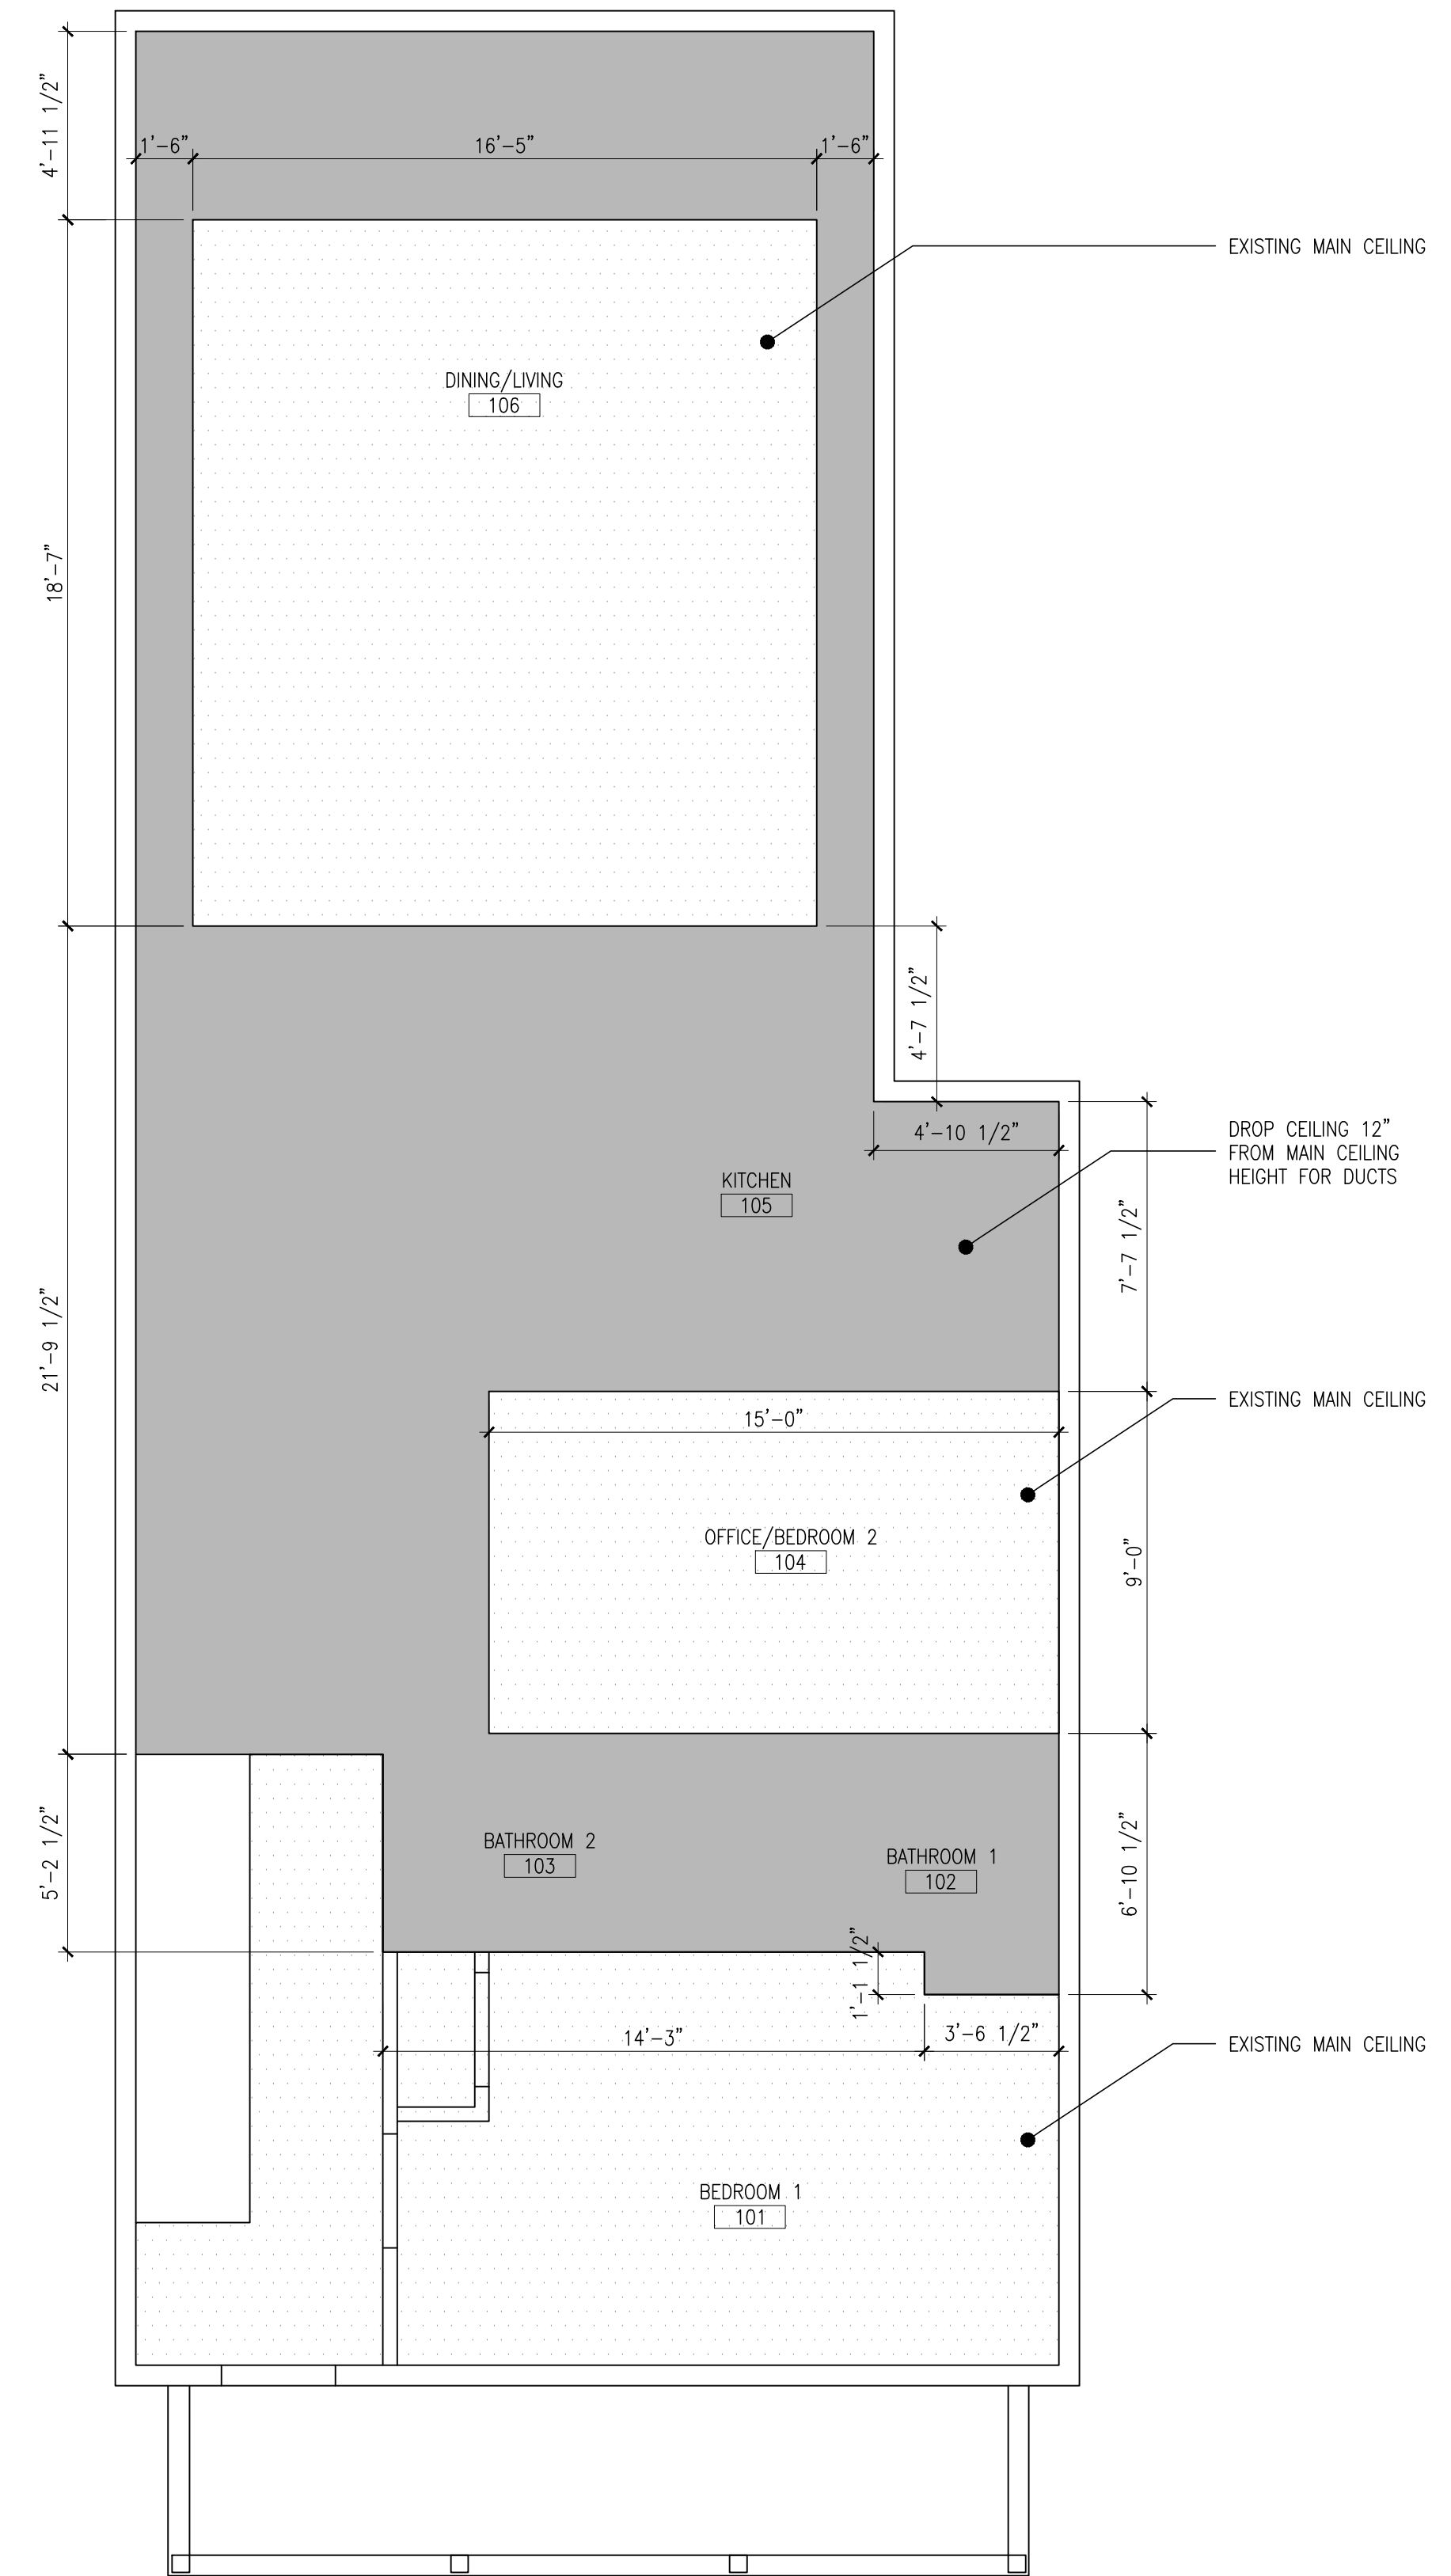 4'-11 1/2"
1'-6"
16'-5"
1'-6"
EXISTING MAIN CEILING
DINING/LIVING
106
18'-7"
4'-7 1/2"
4'-10 1/2"
DROP CEILING 12"
FROM MAIN CEILING
HEIGHT FOR DUCTS
KITCHEN
105
7'-7 1/2"
21'-9 1/2"
EXISTING MAIN CEILING
15'-0"
OFFICE/BEDROOM 2
104
9'-0"
BATHROOM 2
103
BATHROOM 1
102
5'-2 1/2"
6'-10 1/2"
1'-1 1/2"
14'-3"
3'-6 1/2"
EXISTING MAIN CEILING
BEDROOM 1
101